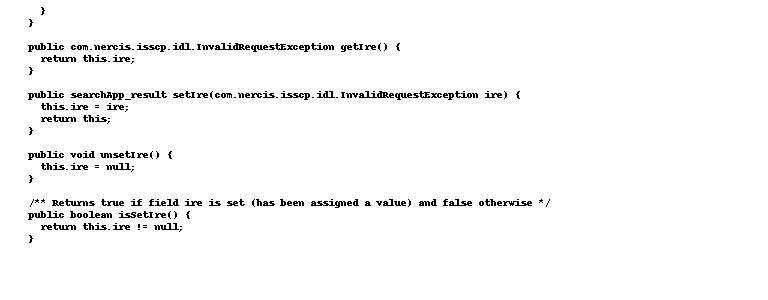 }
}
public com.nercis.isscp.idl.InvalidRequestException getIre() {
return this.ire;
}
public searchApp_result setIre(com.nercis.isscp.idl.InvalidRequestException ire) {
this.ire = ire;
return this;
}
public void unsetIre() {
this.ire = null;
}
/** Returns true if field ire is set (has been assigned a value) and false otherwise */
public boolean isSetIre() {
return this.ire != null;
}